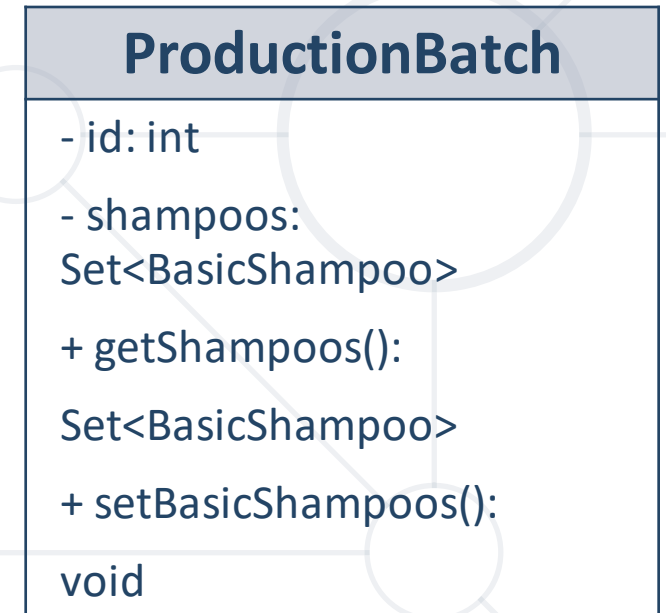 ProductionBatch
- id: int
- shampoos:
Set<BasicShampoo>
+ getShampoos():
Set<BasicShampoo>
+ setBasicShampoos():
void